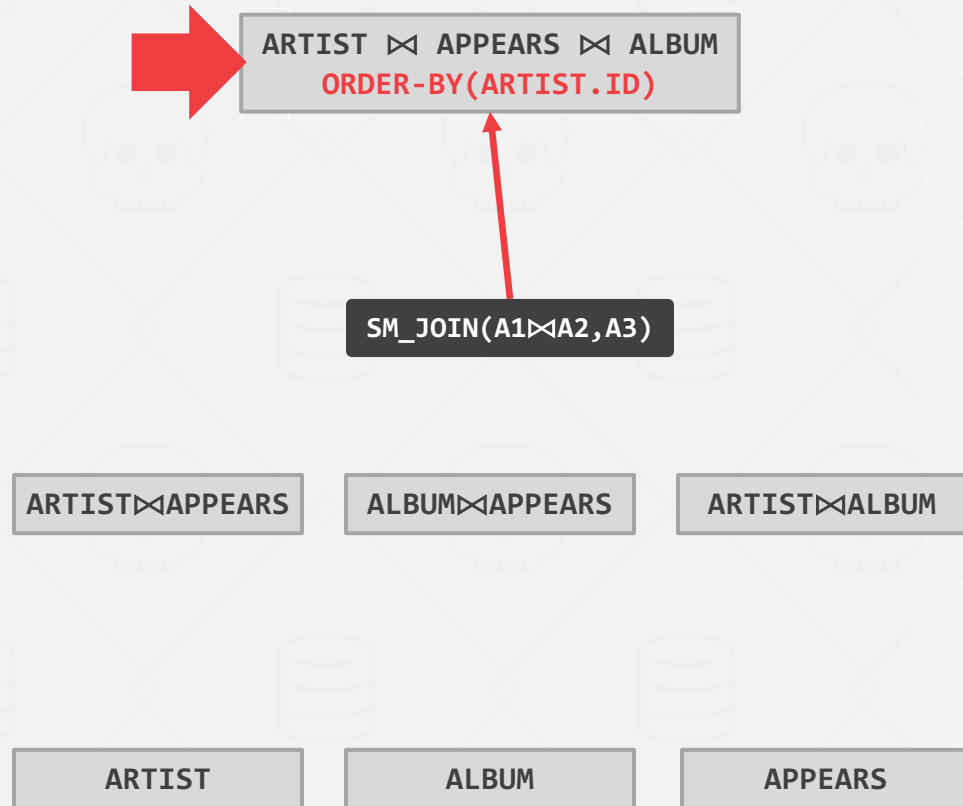 ARTIST ⋈ APPEARS ⋈ ALBUM
ORDER-BY(ARTIST.ID)
SM_JOIN(A1⋈A2,A3)
ARTIST⋈APPEARS
ALBUM⋈APPEARS
ARTIST⋈ALBUM
ARTIST
ALBUM
APPEARS